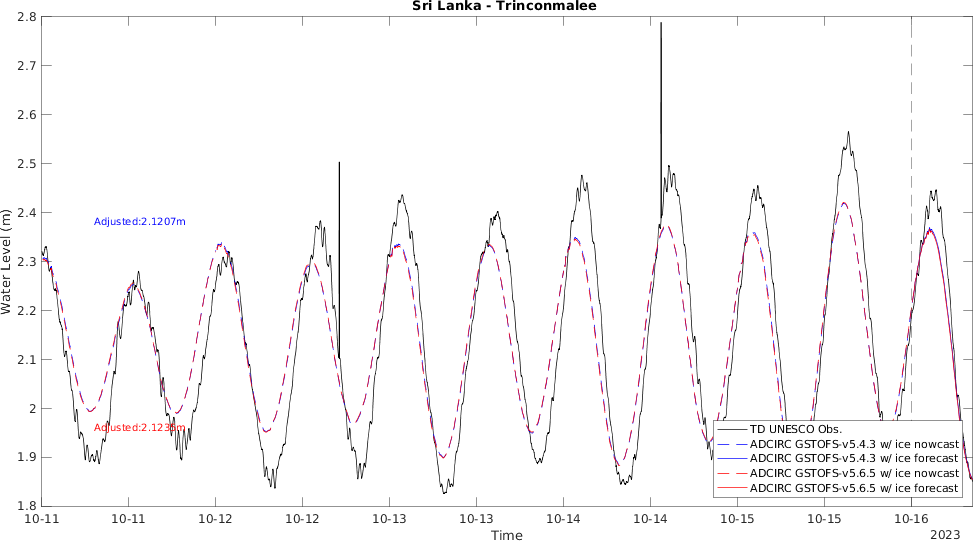 Sri Lanka - Trinconmalee
2.8
2.7
2.6
2.5
2.4
2.3
2.2
2.1
2
1.9
1.8
Water Level (m)
Adjusted:2.1207m
Adjusted:2.1235m
TD UNESCO Obs.
ADCIRC GSTOFS-v5.4.3 w/ ice nowcast
ADCIRC GSTOFS-v5.4.3 w/ ice forecast
ADCIRC GSTOFS-v5.6.5 w/ ice nowcast
ADCIRC GSTOFS-v5.6.5 w/ ice forecast
10-11 10-11 10-12 10-12 10-13 10-13 10-14 10-14 10-15 10-15 10-16
Time
2023